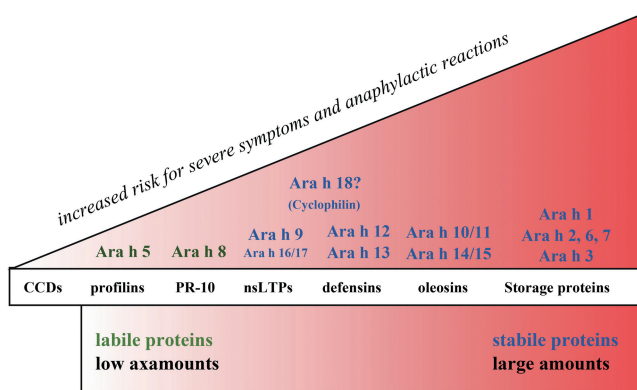 increased risk for severe symptoms and anaphylactic reactions
Ara h 18?
(Cyclophilin)
Ara h 5
Ara h 8
Ara h 9
Ara h 16/17
Ara h 12
Ara h 13
Ara h 10/11
Ara h 14/15
Ara h 1
Ara h 2, 6, 7
Ara h 3
CCDs profilins PR-10 nsLTPs defensins oleosins Storage proteins
labile proteins
low axamounts
stabile proteins
large amounts